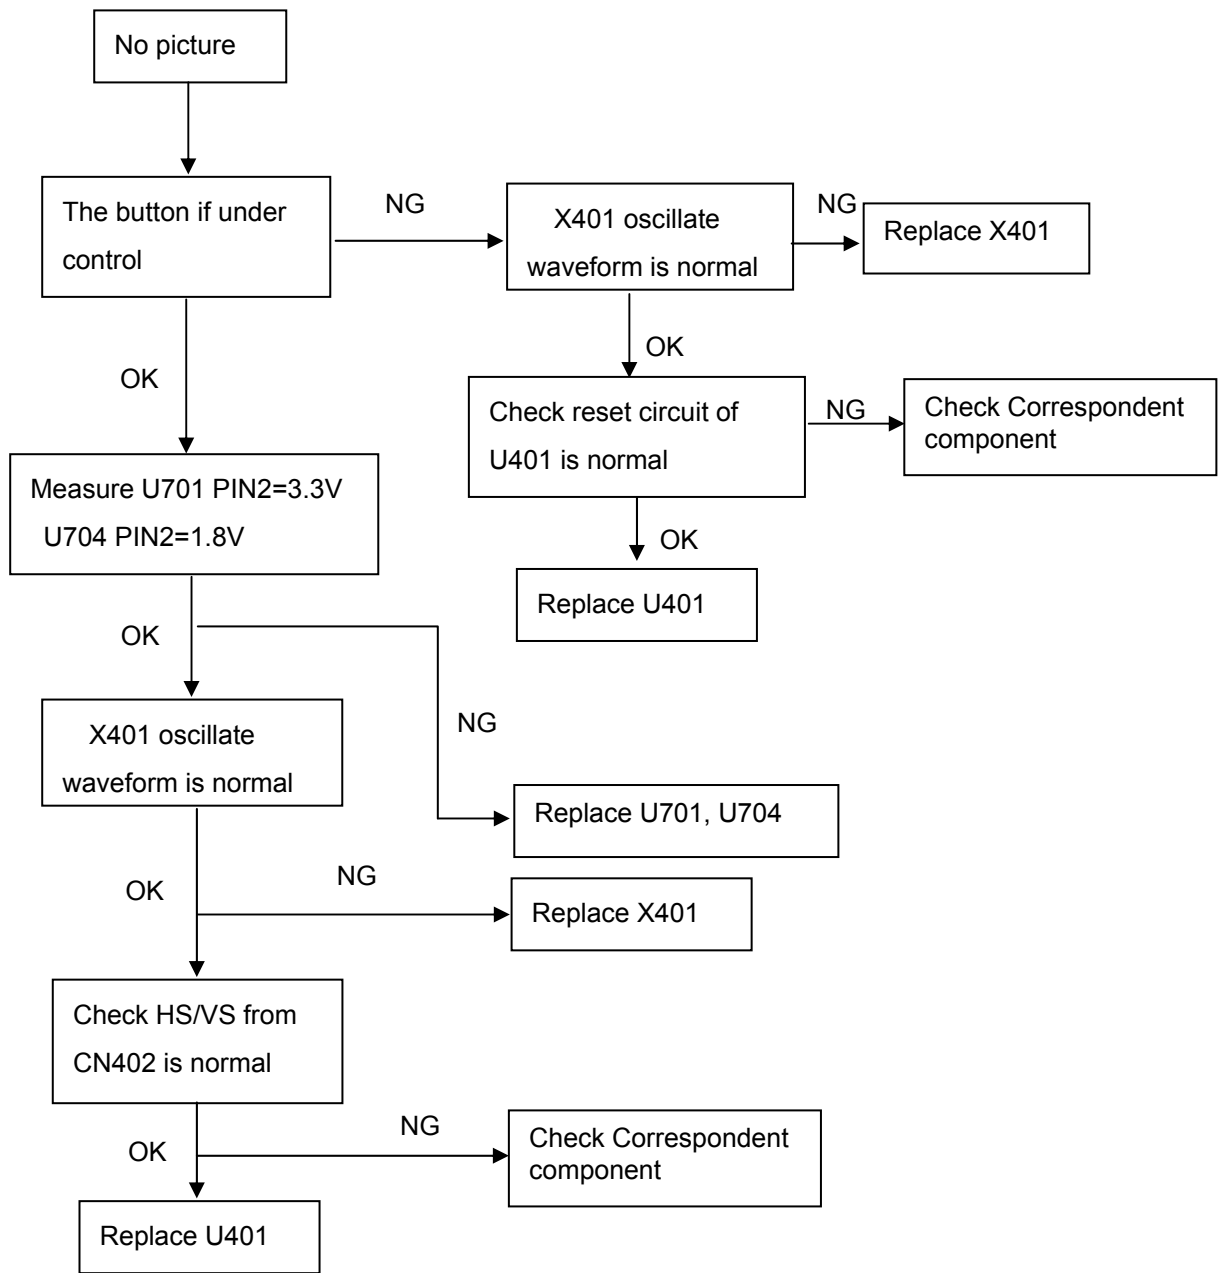 No picture
The button if under
control
NG
X401 oscillate
waveform is normal
NG
Replace X401
OK
OK
Check reset circuit of
U401 is normal
NG
Check Correspondent
component
Measure U701 PIN2=3.3V
U704 PIN2=1.8V
OK
Replace U401
OK
NG
X401 oscillate
waveform is normal
Replace U701, U704
OK
NG
Replace X401
Check HS/VS from
CN402 is normal
OK
NG
Check Correspondent
component
Replace U401